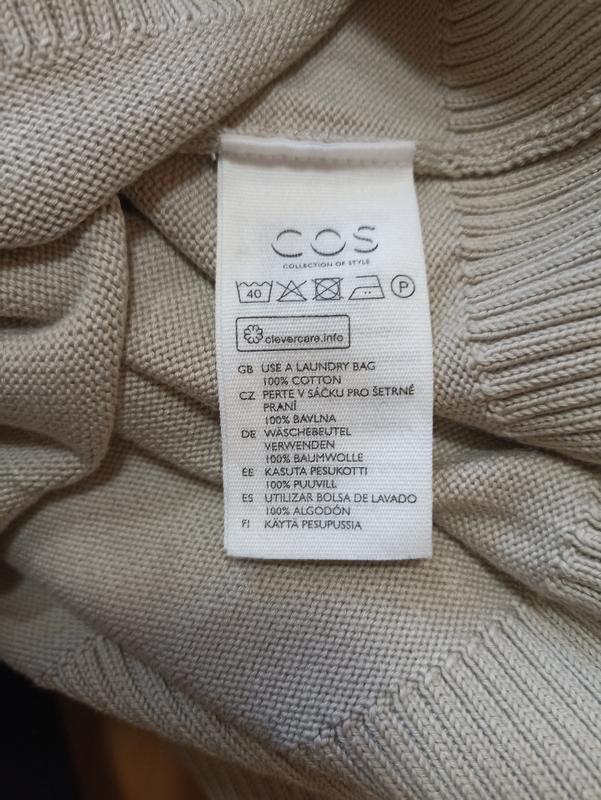 COS
COLLECTION OF STYLE
40 P
clevercare.info
GB USE A LAUNDRY BAG
100% COTTON
CZ PERTE V SÁČKU PRO ŠETRNÉ
PRANÍ
100% BAVLNA
DE WÄSCHEBEUTEL
VERWENDEN
100% BAUMWOLLE
EE KASUTA PESUKOTTI
100% PUUVILL
ES UTILIZAR BOLSA DE LAVADO
100% ALGODÓN
FI KÄYTÄ PESUPUSSIA